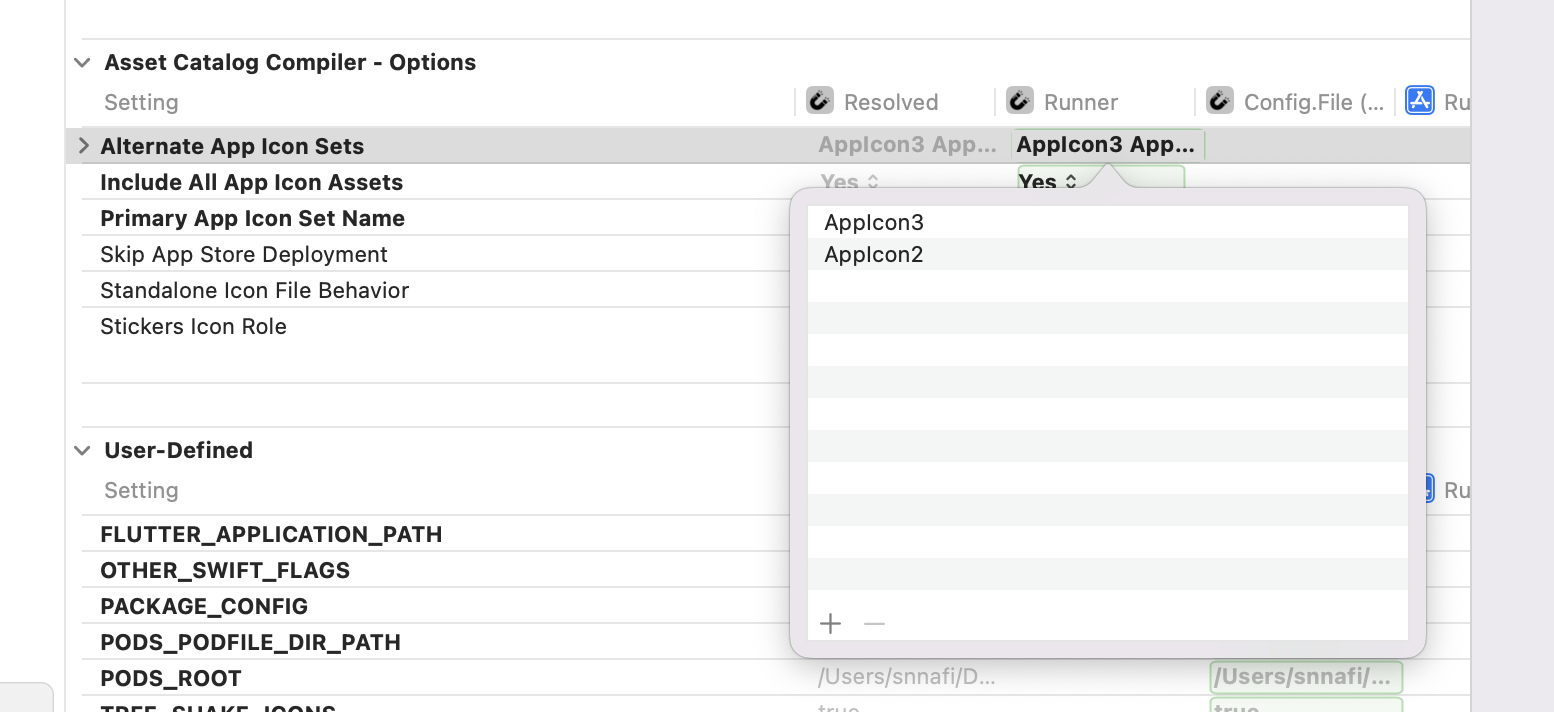 Asset Catalog Compiler - Options
Setting Resolved Runner Config.File (... Ru
Alternate App Icon Sets AppIcon3 App... AppIcon3 App...
Include All App Icon Assets Yes Yes
Primary App Icon Set Name
AppIcon3
Skip App Store Deployment
AppIcon2
Standalone Icon File Behavior
Stickers Icon Role
User-Defined
Setting Ru
FLUTTER_APPLICATION_PATH
OTHER_SWIFT_FLAGS
PACKAGE_CONFIG
PODS_PODFILE_DIR_PATH
PODS_ROOT /Users/snnafi/D... /Users/snnafi/...
TREE_SHAKE_ICONS true true